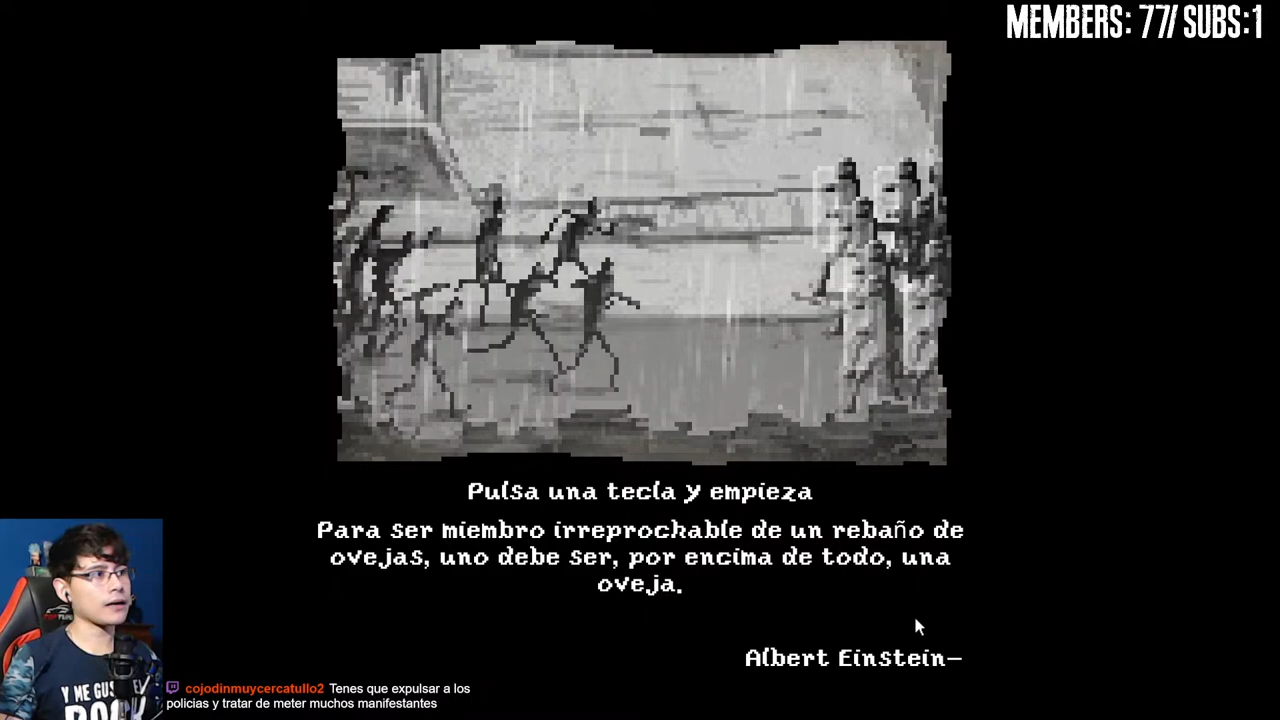 MEMBERS: 77/ SUBS:1
Pulsa una tecla y empieza
Para ser miembro irreprochable de un rebaño de
ovejas, uno debe ser, por encima de todo, una
oveja.
Albert Einstein—
cojodinmuycercatullo2 Tenes que expulsar a los
policias y tratar de meter muchos manifestantes
Y ME GUS
ROCK